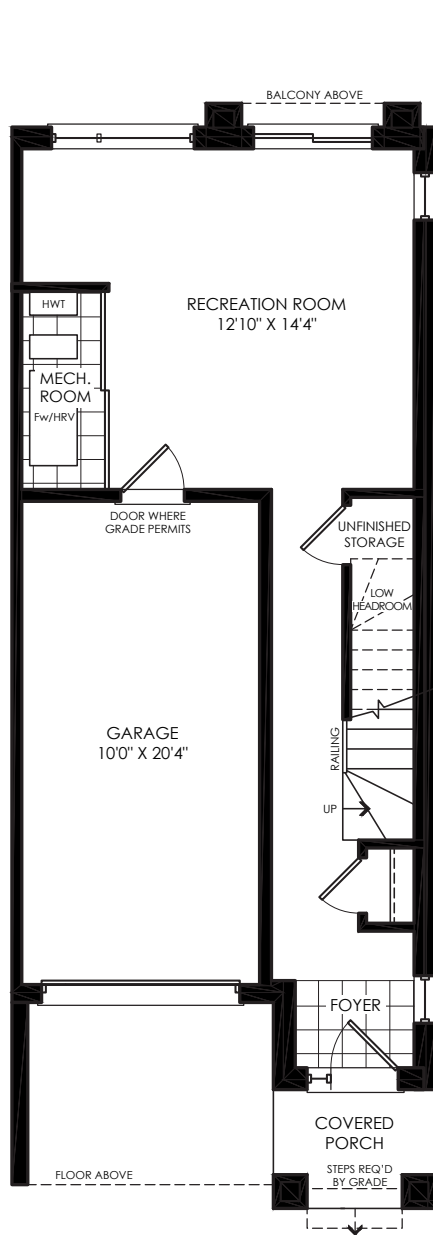 BALCONY ABOVE
HWT
RECREATION ROOM
12'10" X 14'4"
MECH.
ROOM
Fw/HRV
DOOR WHERE
GRADE PERMITS
UNFINISHED
STORAGE
LOW
HEADROOM
GARAGE
10'0" X 20'4"
RAILING
UP
FOYER
COVERED
PORCH
STEPS REQ'D
BY GRADE
FLOOR ABOVE